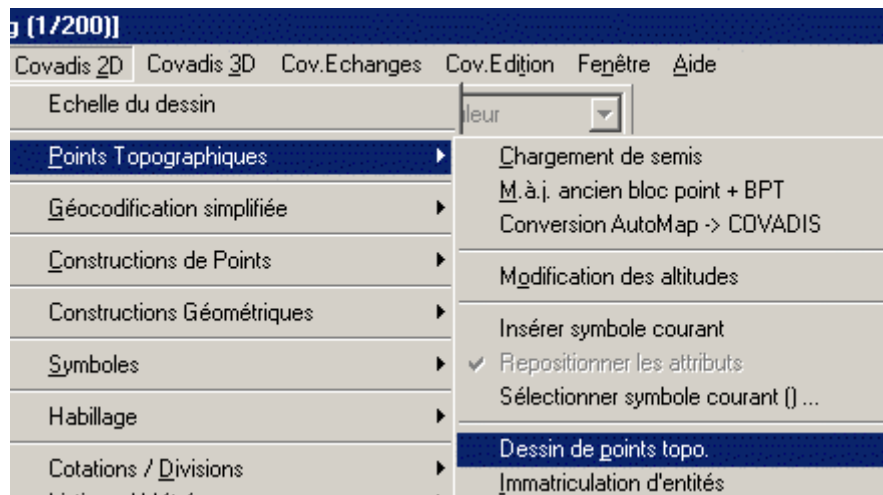 g (1/200)]
Covadis 2D Covadis 3D Cov.Echanges Cov.Edition Fenêtre Aide
Echelle du dessin
leur
Points Topographiques
Géocodification simplifiée
Constructions de Points
Constructions Géométriques
Symboles
Habillage
Cotations / Divisions
Chargement de semis
M.à.j. ancien bloc point + BPT
Conversion AutoMap -> COVADIS
Modification des altitudes
Insérer symbole courant
Repositionner les attributs
Sélectionner symbole courant () ...
Dessin de points topo.
Immatriculation d'entités